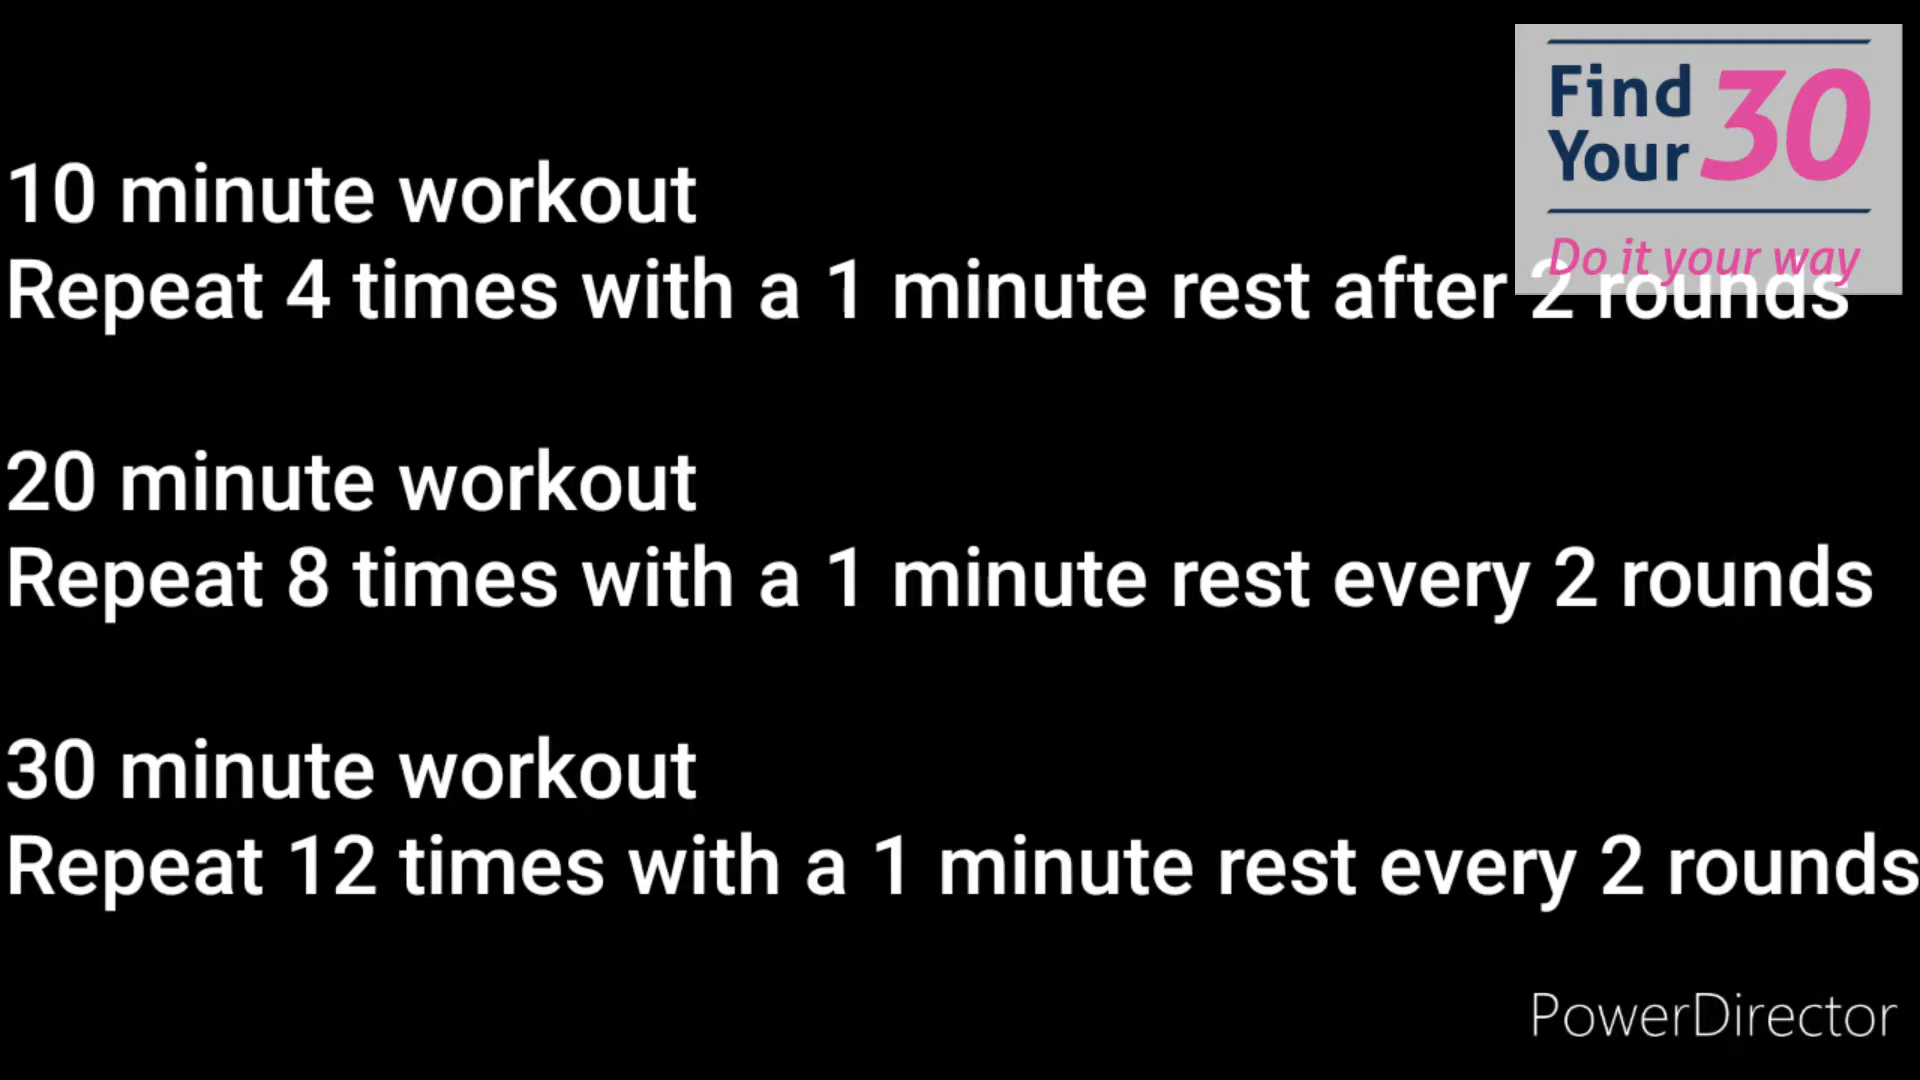 Find
Your 30
Do it your way
10 minute workout
Repeat 4 times with a 1 minute rest after 2 rounds
20 minute workout
Repeat 8 times with a 1 minute rest every 2 rounds
30 minute workout
Repeat 12 times with a 1 minute rest every 2 rounds
PowerDirector